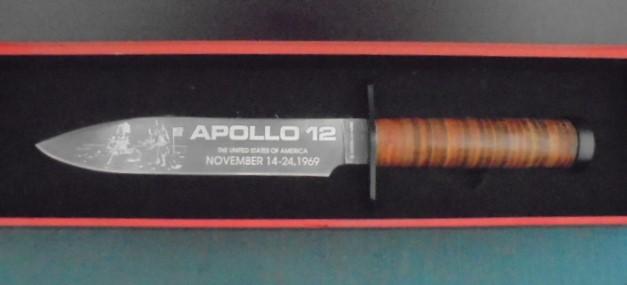 APOLLO 12
THE UNITED STATES OF AMERICA
NOVEMBER 14-24, 1969